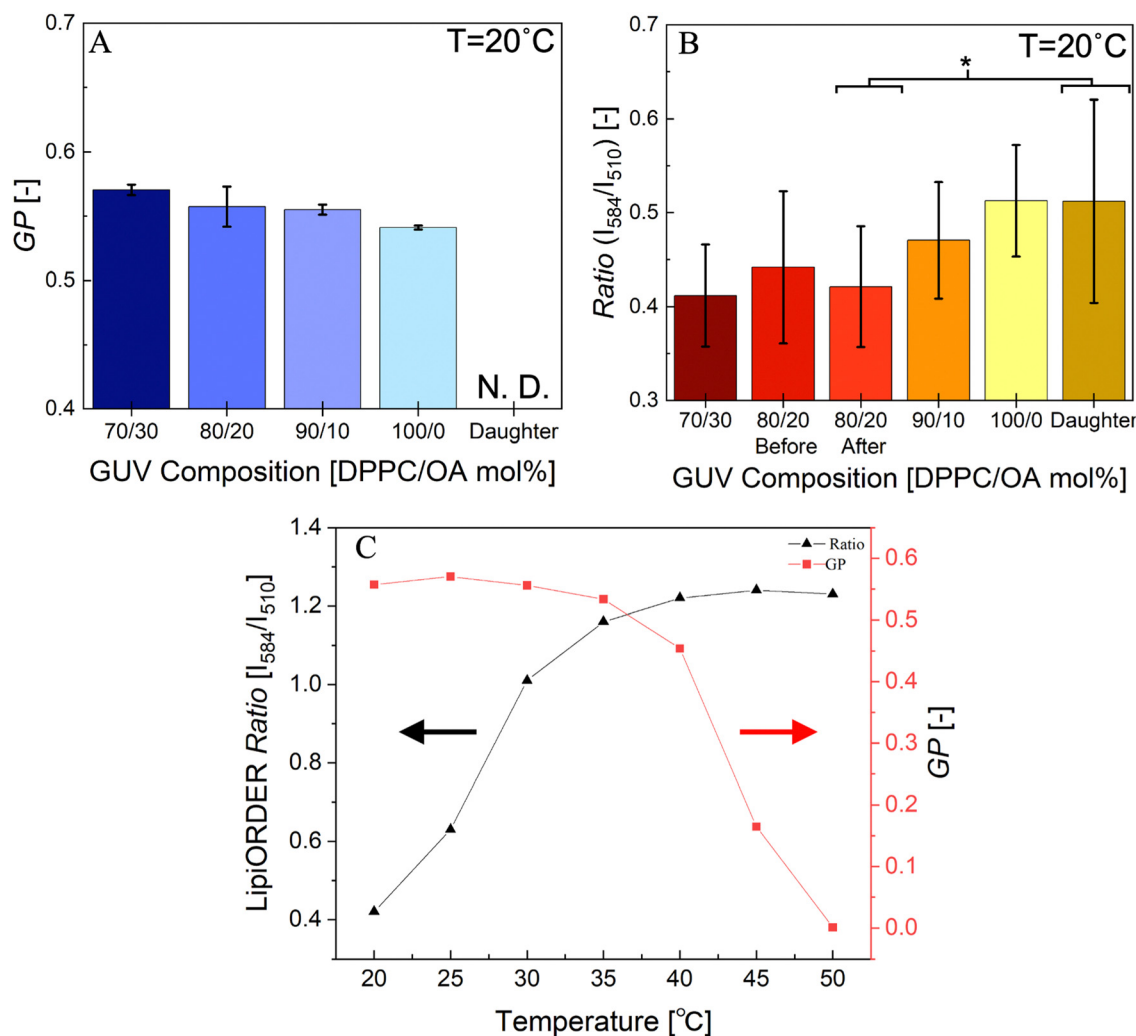 A
T=20˚C
GP [-]
0.7
0.6
0.5
0.4
N. D.
70/30
80/20
90/10
100/0
Daughter
GUV Composition [DPPC/OA mol%]
B
T=20˚C
*
Ratio (I584/I510) [-]
0.7
0.6
0.5
0.4
0.3
70/30
80/20
Before
80/20
After
90/10
100/0
Daughter
GUV Composition [DPPC/OA mol%]
C
Ratio
GP
LipiORDER Ratio [I584/I510]
1.4
1.2
1.0
0.8
0.6
0.4
0.6
0.5
0.4
0.3
0.2
0.1
0.0
GP [-]
20
25
30
35
40
45
50
Temperature [°C]